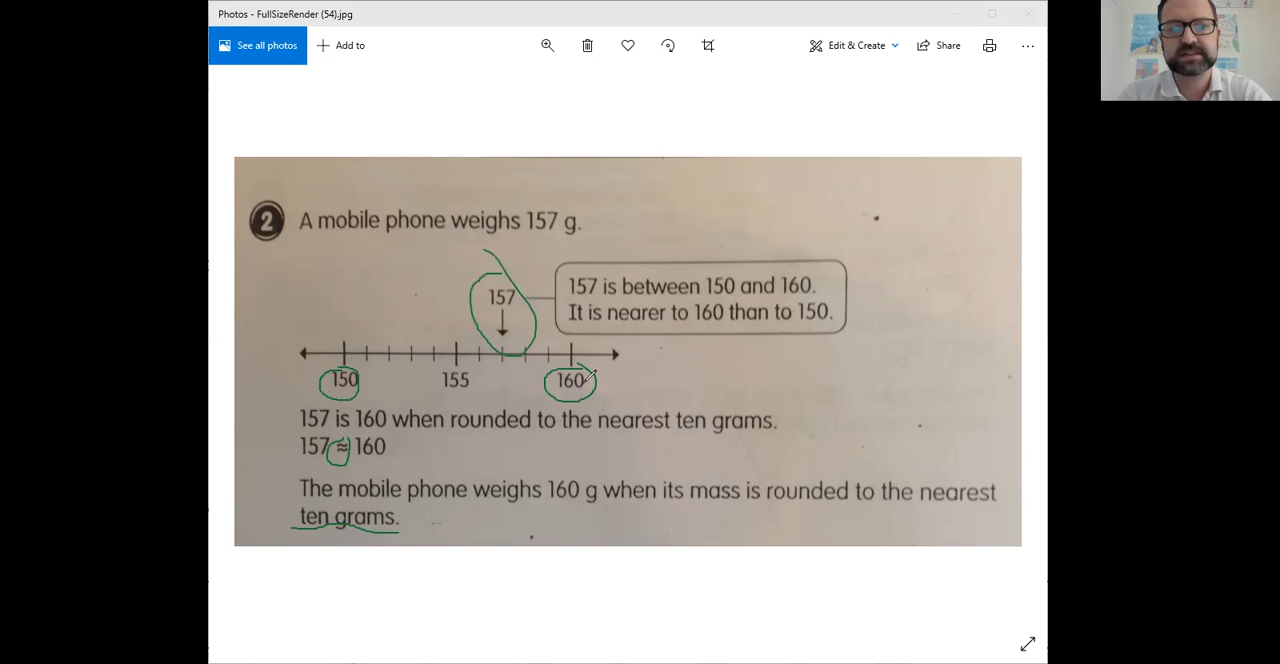 Photos - FullSizeRender (54).jpg
See all photos
Add to
Edit & Create
Share
2 A mobile phone weighs 157 g.
157
157 is between 150 and 160.
It is nearer to 160 than to 150.
150 155 160
157 is 160 when rounded to the nearest ten grams.
157 ≈ 160
The mobile phone weighs 160 g when its mass is rounded to the nearest
ten grams.